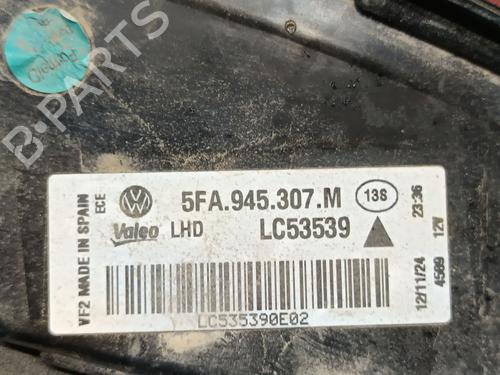 B-PARTS
ECE
VF2 MADE IN SPAIN
5FA.945.307.M
13S
Valeo LHD LC53539
LC535390E02
23:36
12/11/24
4589 12V